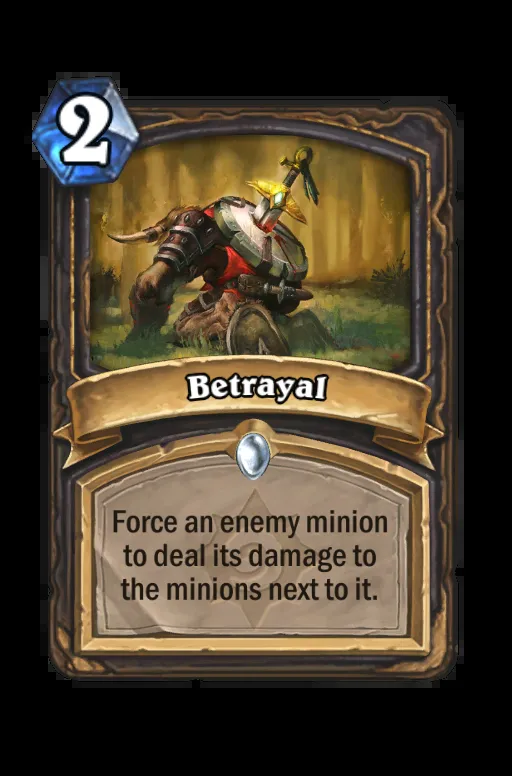 2
Betrayal
Force an enemy minion
to deal its damage to
the minions next to it.